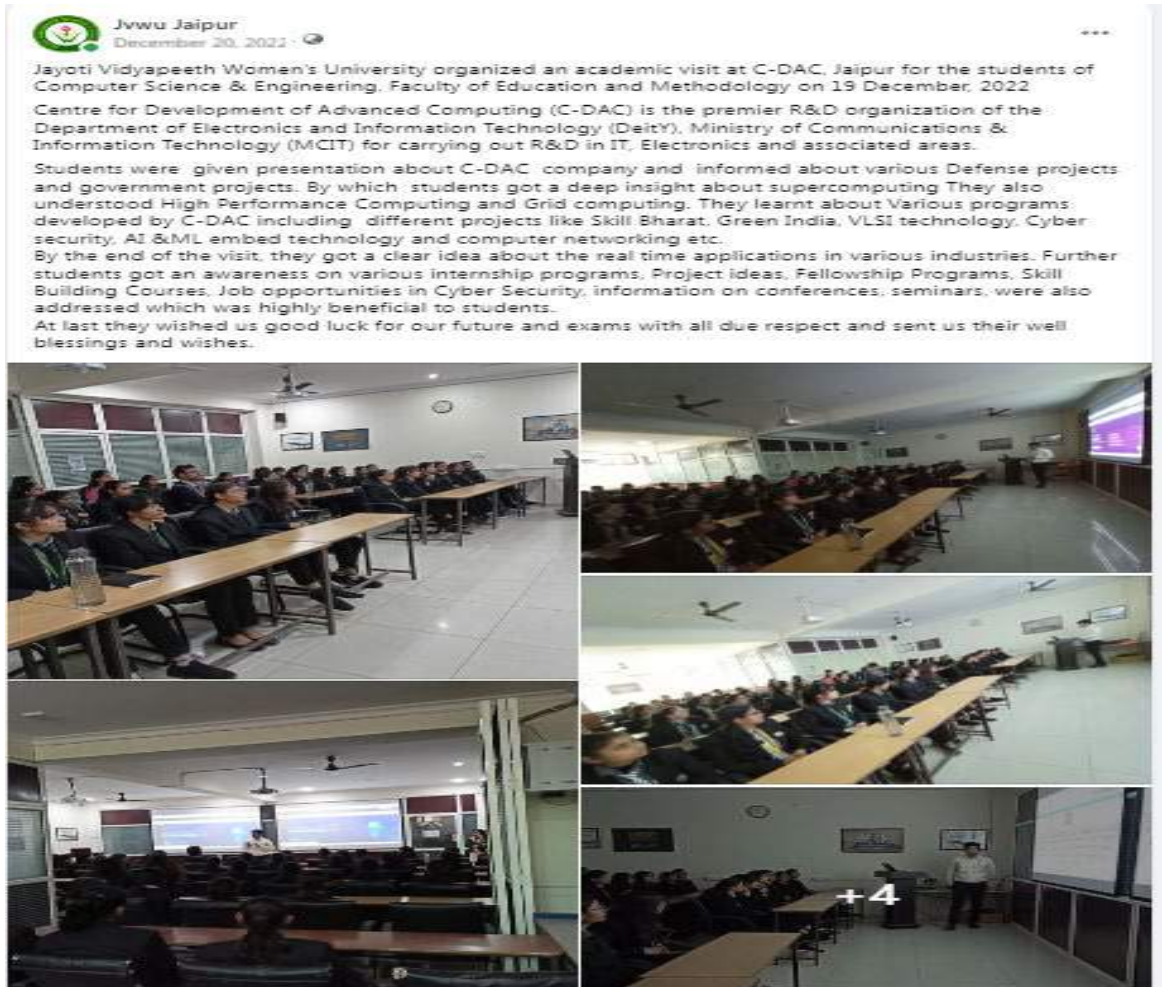 Jvwu Jaipur
December 20, 2022 ·
Jayoti Vidyapeeth Women's University organized an academic visit at C-DAC, Jaipur for the students of
Computer Science & Engineering, Faculty of Education and Methodology on 19 December, 2022
Centre for Development of Advanced Computing (C-DAC) is the premier R&D organization of the
Department of Electronics and Information Technology (DeitY), Ministry of Communications &
Information Technology (MCIT) for carrying out R&D in IT, Electronics and associated areas.
Students were given presentation about C-DAC company and informed about various Defense projects
and government projects. By which students got a deep insight about supercomputing They also
understood High Performance Computing and Grid computing. They learnt about Various programs
developed by C-DAC including different projects like Skill Bharat, Green India, VLSI technology, Cyber
security, AI &ML embed technology and computer networking etc.
By the end of the visit, they got a clear idea about the real time applications in various industries. Further
students got an awareness on various internship programs, Project ideas, Fellowship Programs, Skill
Building Courses, Job opportunities in Cyber Security, information on conferences, seminars, were also
addressed which was highly beneficial to students.
At last they wished us good luck for our future and exams with all due respect and sent us their well
blessings and wishes.
+4